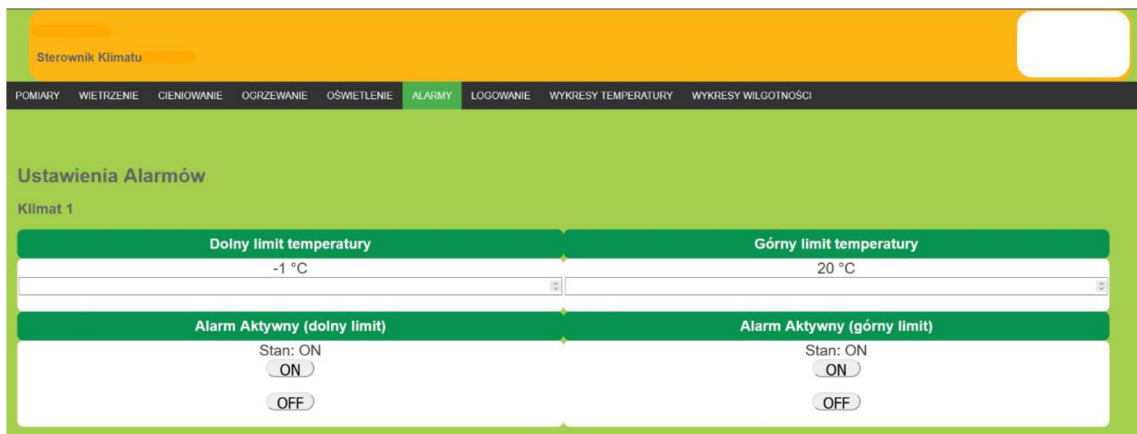 Sterownik Klimatu
POMIARY WIETRZENIE CIENIOWANIE OGRZEWANIE OŚWIETLENIE ALARMY LOGOWANIE WYKRESY TEMPERATURY WYKRESY WILGOTNOŚCI
Ustawienia Alarmów
Klimat 1
Dolny limit temperatury Górny limit temperatury
-1 °C 20 °C
Alarm Aktywny (dolny limit) Alarm Aktywny (górny limit)
Stan: ON Stan: ON
ON ON
OFF OFF